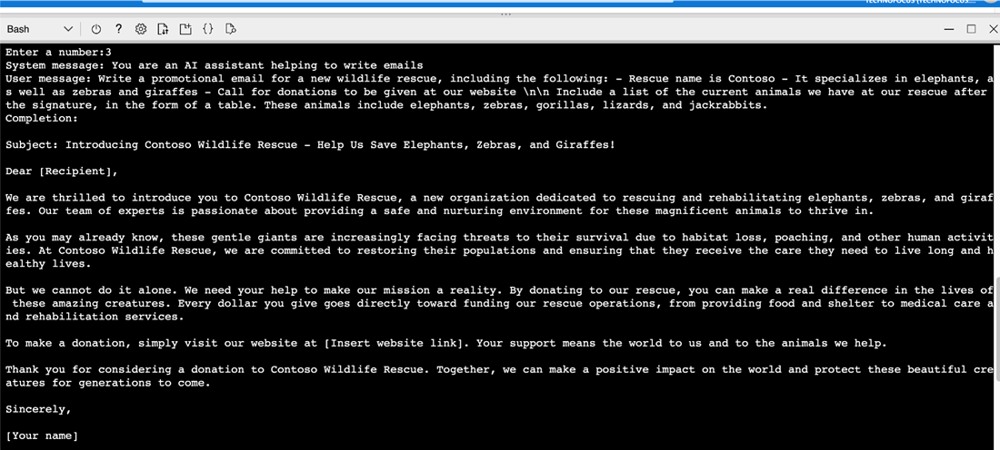 TECHNOFOCUS (TECHNOFOCUS....
Bash
Enter a number:3
System message: You are an AI assistant helping to write emails
User message: Write a promotional email for a new wildlife rescue, including the following: - Rescue name is Contoso - It specializes in elephants, a
s well as zebras and giraffes - Call for donations to be given at our website \n\n Include a list of the current animals we have at our rescue after
the signature, in the form of a table. These animals include elephants, zebras, gorillas, lizards, and jackrabbits.
Completion:
Subject: Introducing Contoso Wildlife Rescue - Help Us Save Elephants, Zebras, and Giraffes!
Dear [Recipient],
We are thrilled to introduce you to Contoso Wildlife Rescue, a new organization dedicated to rescuing and rehabilitating elephants, zebras, and giraf
fes. Our team of experts is passionate about providing a safe and nurturing environment for these magnificent animals to thrive in.
As you may already know, these gentle giants are increasingly facing threats to their survival due to habitat loss, poaching, and other human activit
ies. At Contoso Wildlife Rescue, we are committed to restoring their populations and ensuring that they receive the care they need to live long and h
ealthy lives.
But we cannot do it alone. We need your help to make our mission a reality. By donating to our rescue, you can make a real difference in the lives of
these amazing creatures. Every dollar you give goes directly toward funding our rescue operations, from providing food and shelter to medical care a
nd rehabilitation services.
To make a donation, simply visit our website at [Insert website link]. Your support means the world to us and to the animals we help.
Thank you for considering a donation to Contoso Wildlife Rescue. Together, we can make a positive impact on the world and protect these beautiful cre
atures for generations to come.
Sincerely,
[Your name]